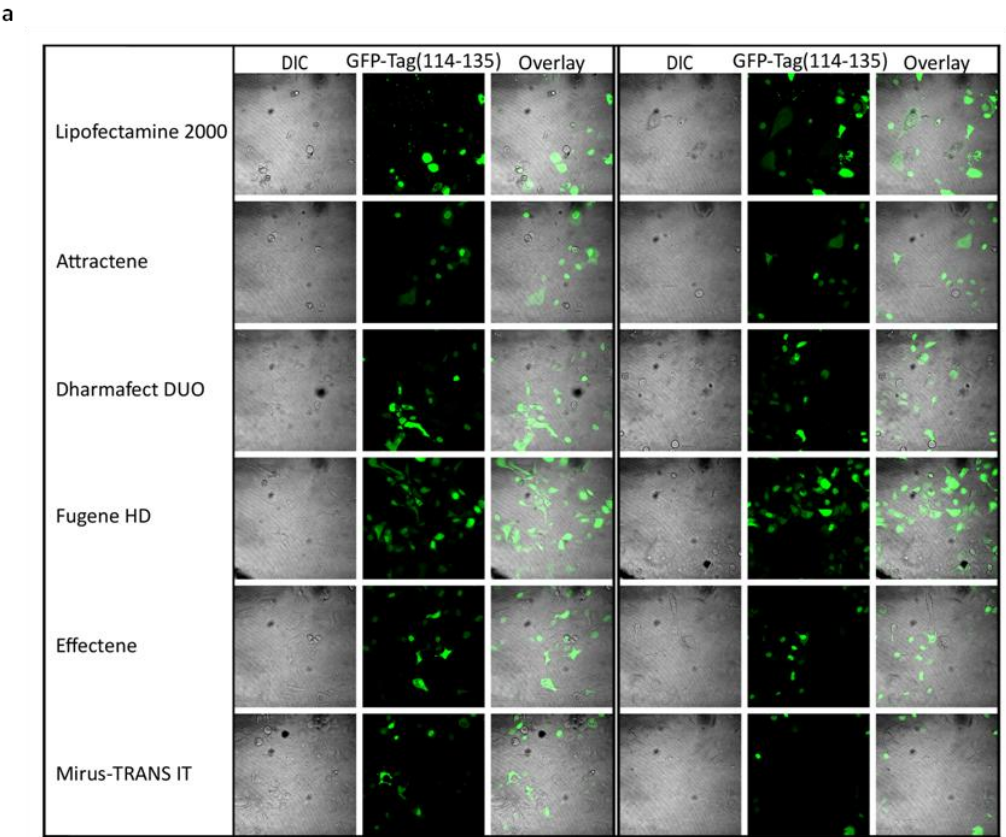 a
DIC GFP-Tag(114-135) Overlay DIC GFP-Tag(114-135) Overlay
Lipofectamine 2000
Attractene
Dharmafect DUO
Fugene HD
Effectene
Mirus-TRANS IT